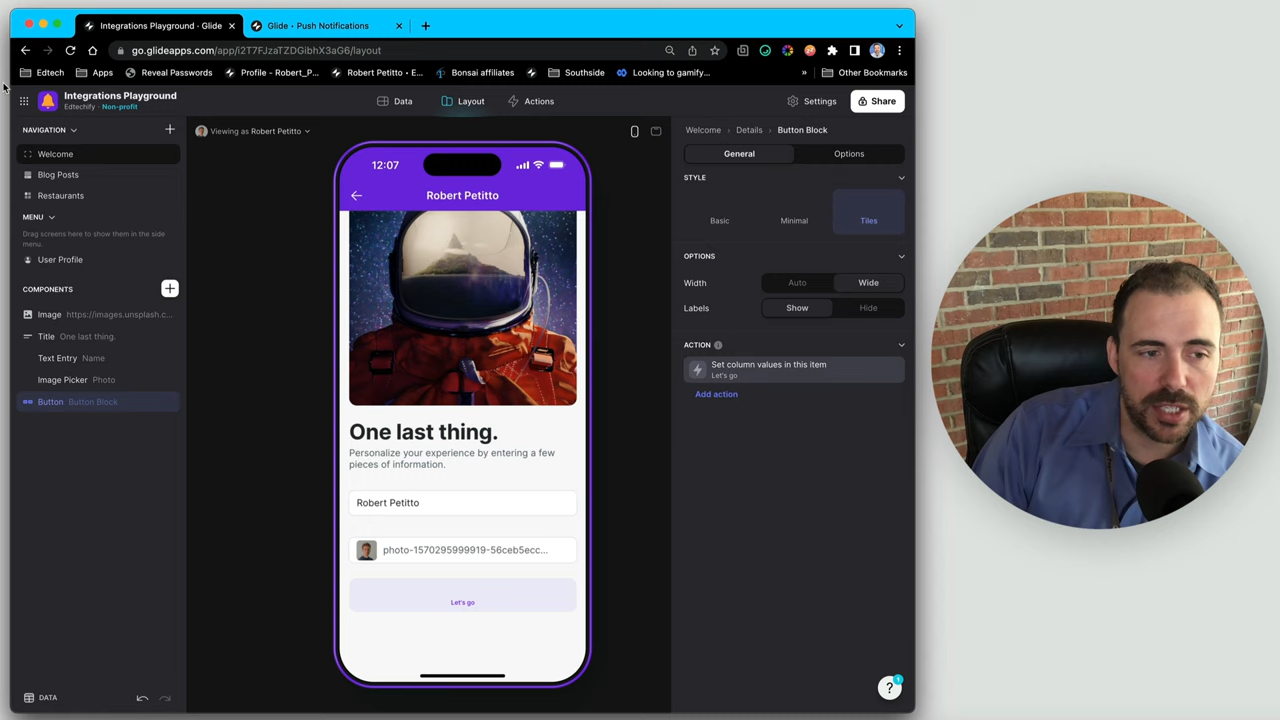 Integrations Playground · Glide
Glide • Push Notifications
go.glideapps.com/app/i2T7FJzaTZDGibhX3aG6/layout
Edtech
Apps
Reveal Passwords
Profile - Robert_P...
Robert Petitto • E...
Bonsai affiliates
Southside
Looking to gamify...
»
Other Bookmarks
Integrations Playground
Edtechify · Non-profit
Data
Layout
Actions
Settings
Share
NAVIGATION
Welcome
Blog Posts
Restaurants
MENU
Drag screens here to show them in the side
menu.
User Profile
COMPONENTS
Image https://images.unsplash.c...
Title One last thing.
Text Entry Name
Image Picker Photo
Button Button Block
DATA
Viewing as Robert Petitto
12:07
Robert Petitto
One last thing.
Personalize your experience by entering a few
pieces of information.
Robert Petitto
photo-1570295999919-56ceb5ecc...
Let's go
Welcome > Details > Button Block
General
Options
STYLE
Basic
Minimal
Tiles
OPTIONS
Width
Auto
Wide
Labels
Show
Hide
ACTION
Set column values in this item
Let's go
Add action
?
1